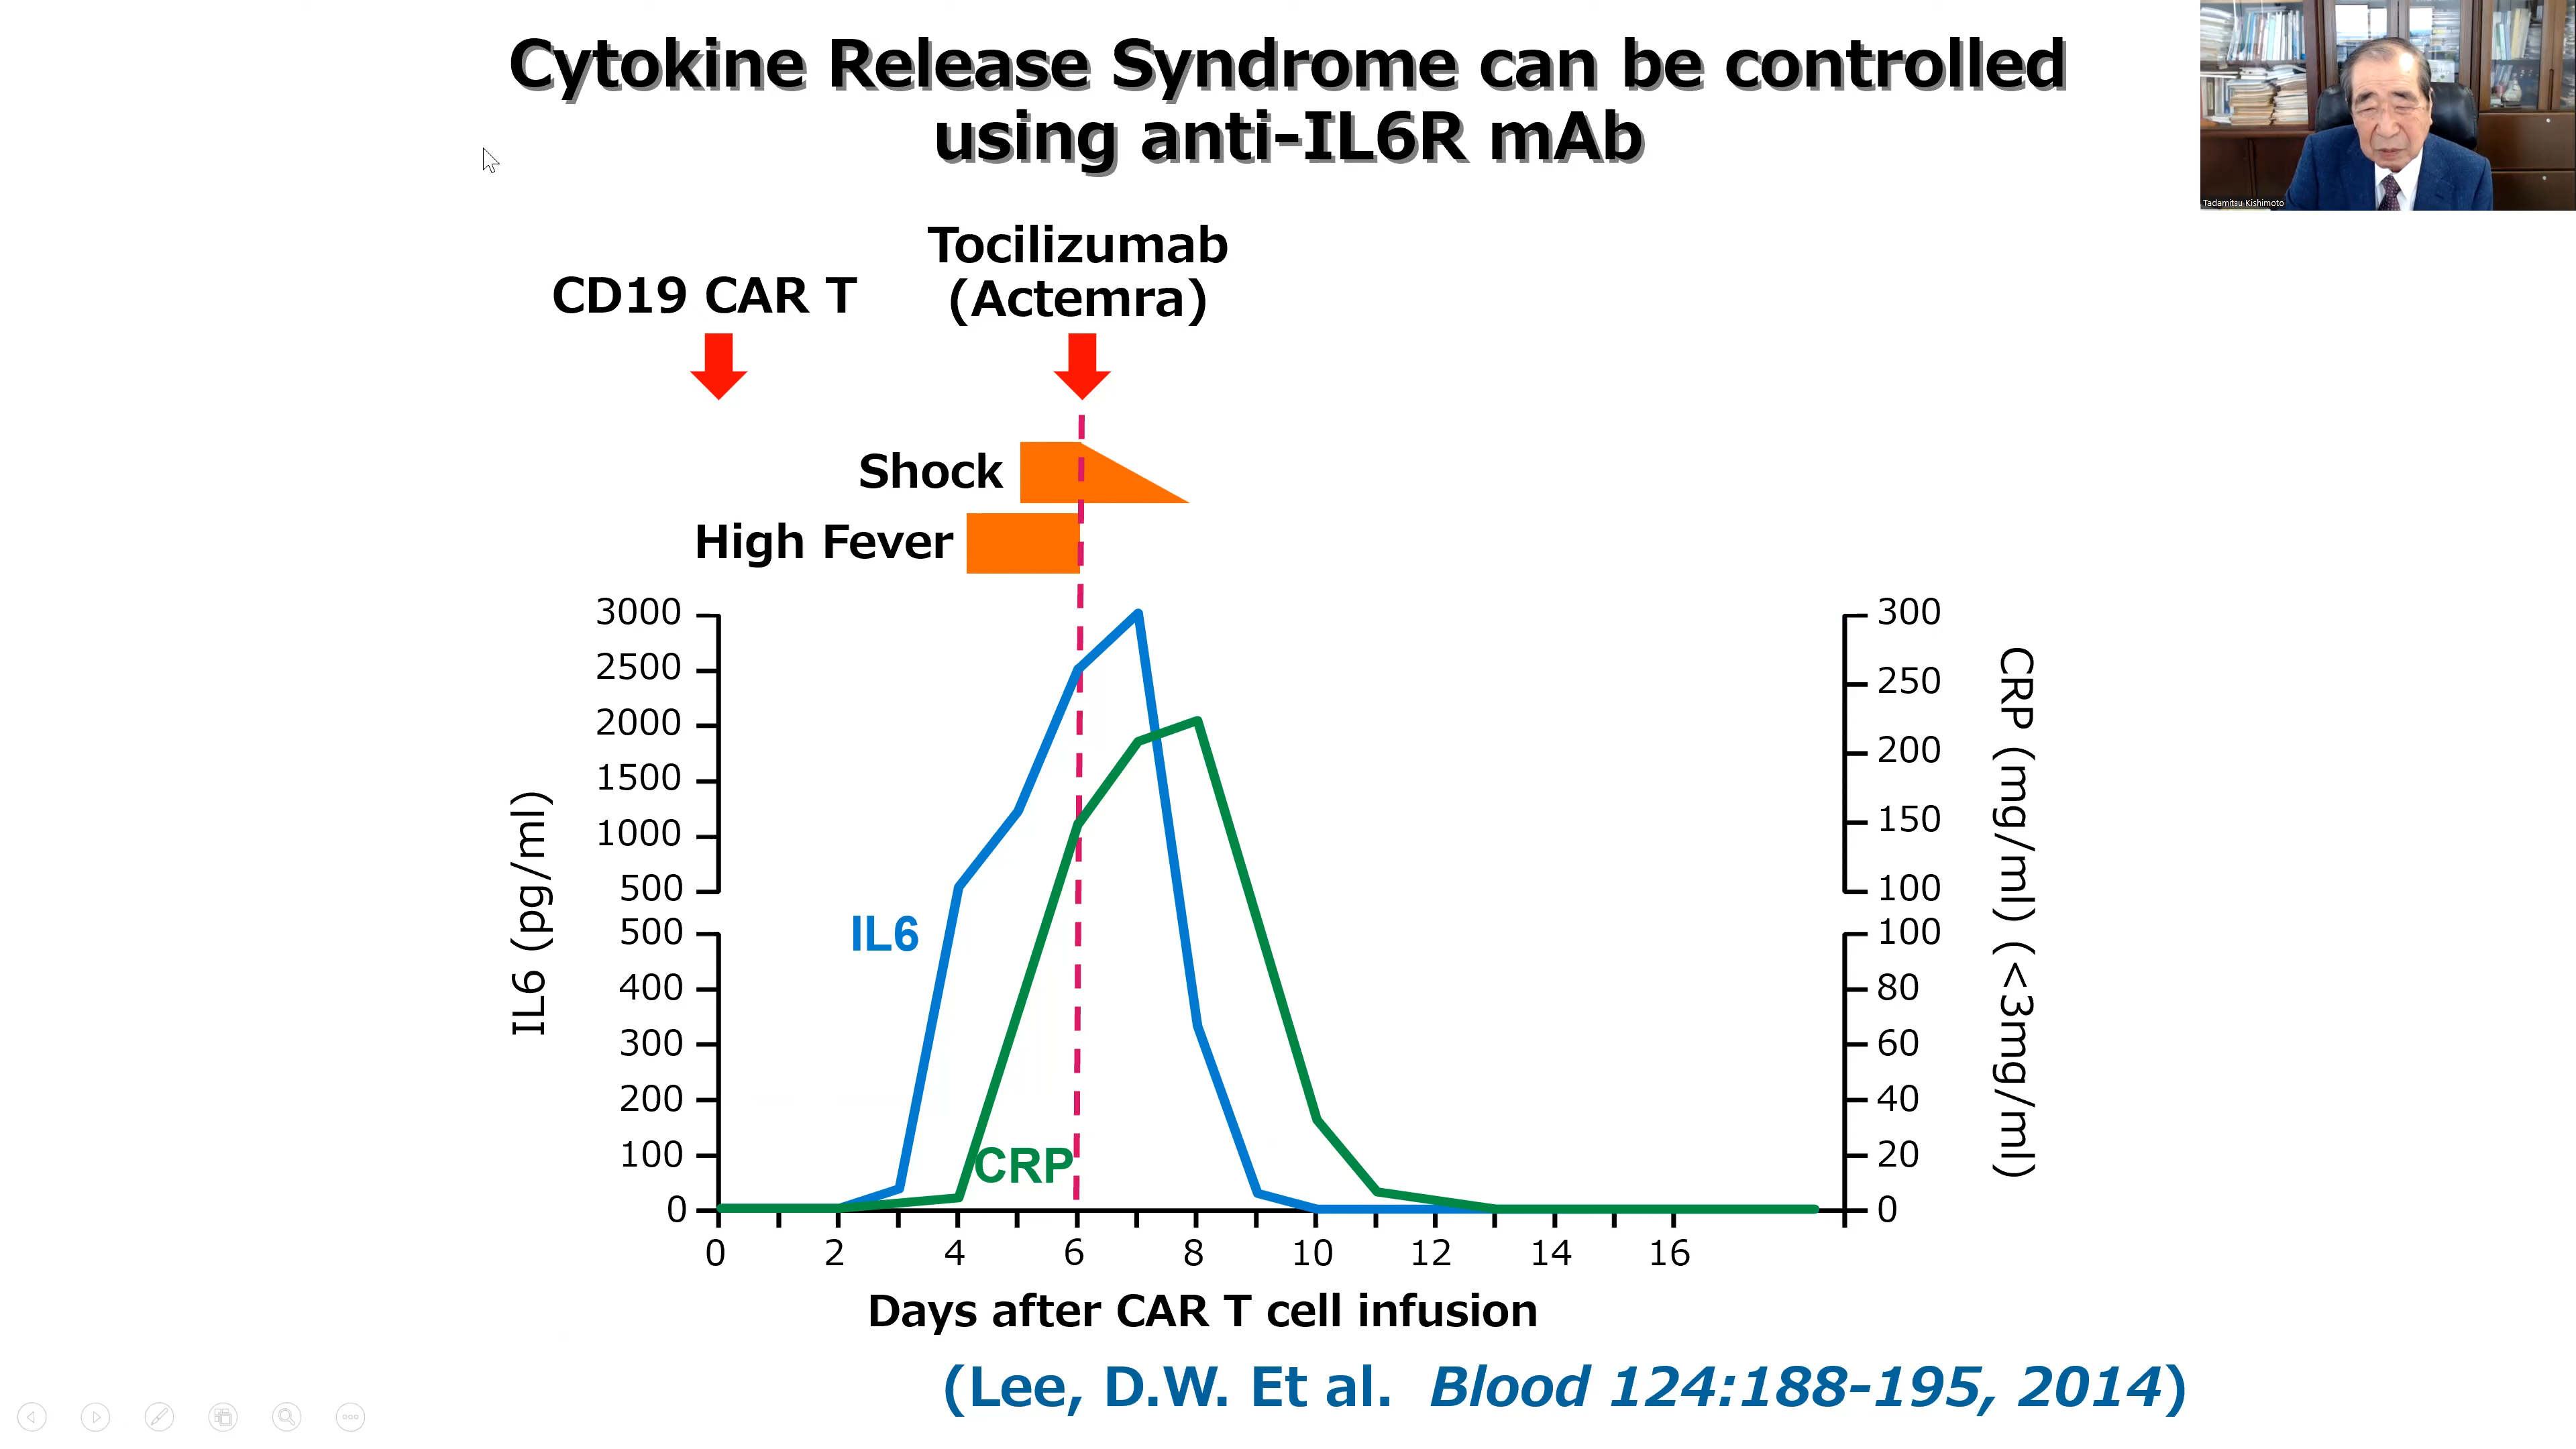 Cytokine Release Syndrome can be controlled
using anti-IL6R mAb
Tadamitsu Kishimoto
CD19 CAR T
Tocilizumab
(Actemra)
Shock
High Fever
3000
2500
2000
1500
1000
500
500
400
300
200
100
0
IL6 (pg/ml)
IL6
CRP
300
250
200
150
100
100
80
60
40
20
0
CRP (mg/ml) (<3mg/ml)
0 2 4 6 8 10 12 14 16
Days after CAR T cell infusion
(Lee, D.W. Et al. Blood 124:188-195, 2014)